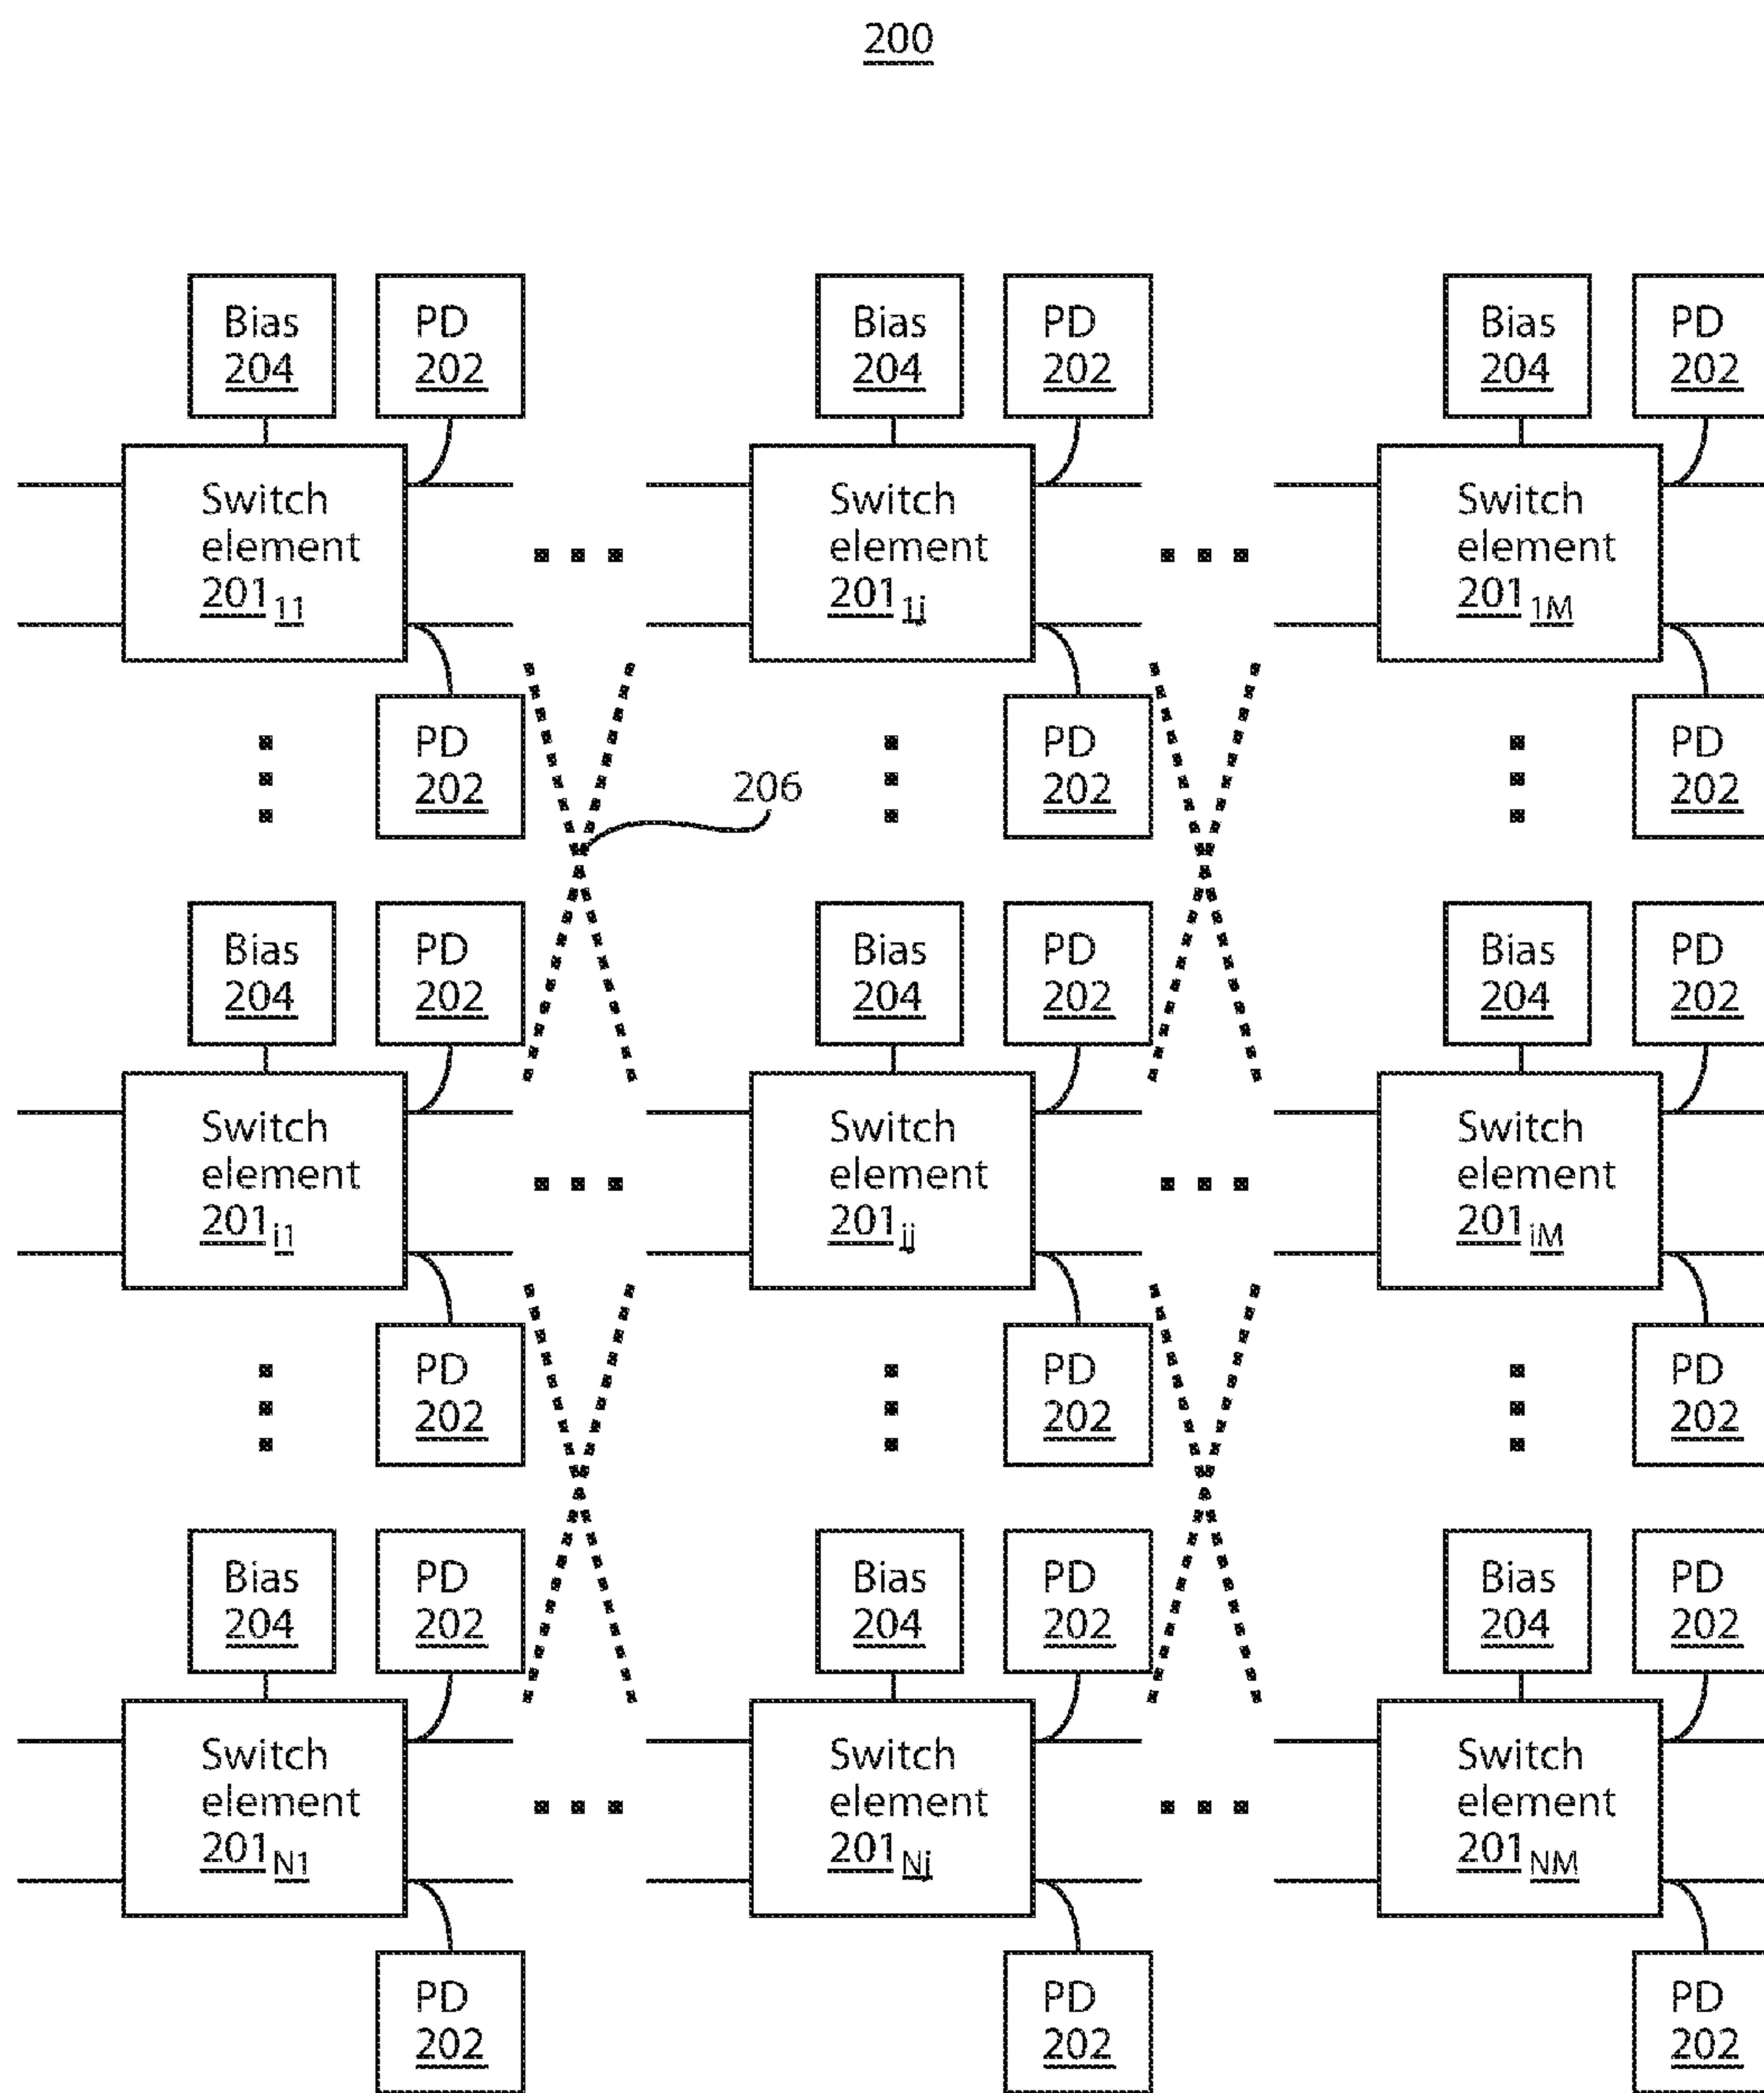 200
Bias
204
PD
202
Bias
204
PD
202
Bias
204
PD
202
Switch
element
201 11
Switch
element
201 1j
Switch
element
201 1M
PD
202
206
PD
202
PD
202
Bias
204
PD
202
Bias
204
PD
202
Bias
204
PD
202
Switch
element
201 i1
Switch
element
201 ij
Switch
element
201 iM
PD
202
PD
202
PD
202
Bias
204
PD
202
Bias
204
PD
202
Bias
204
PD
202
Switch
element
201 N1
Switch
element
201 Nj
Switch
element
201 NM
PD
202
PD
202
PD
202